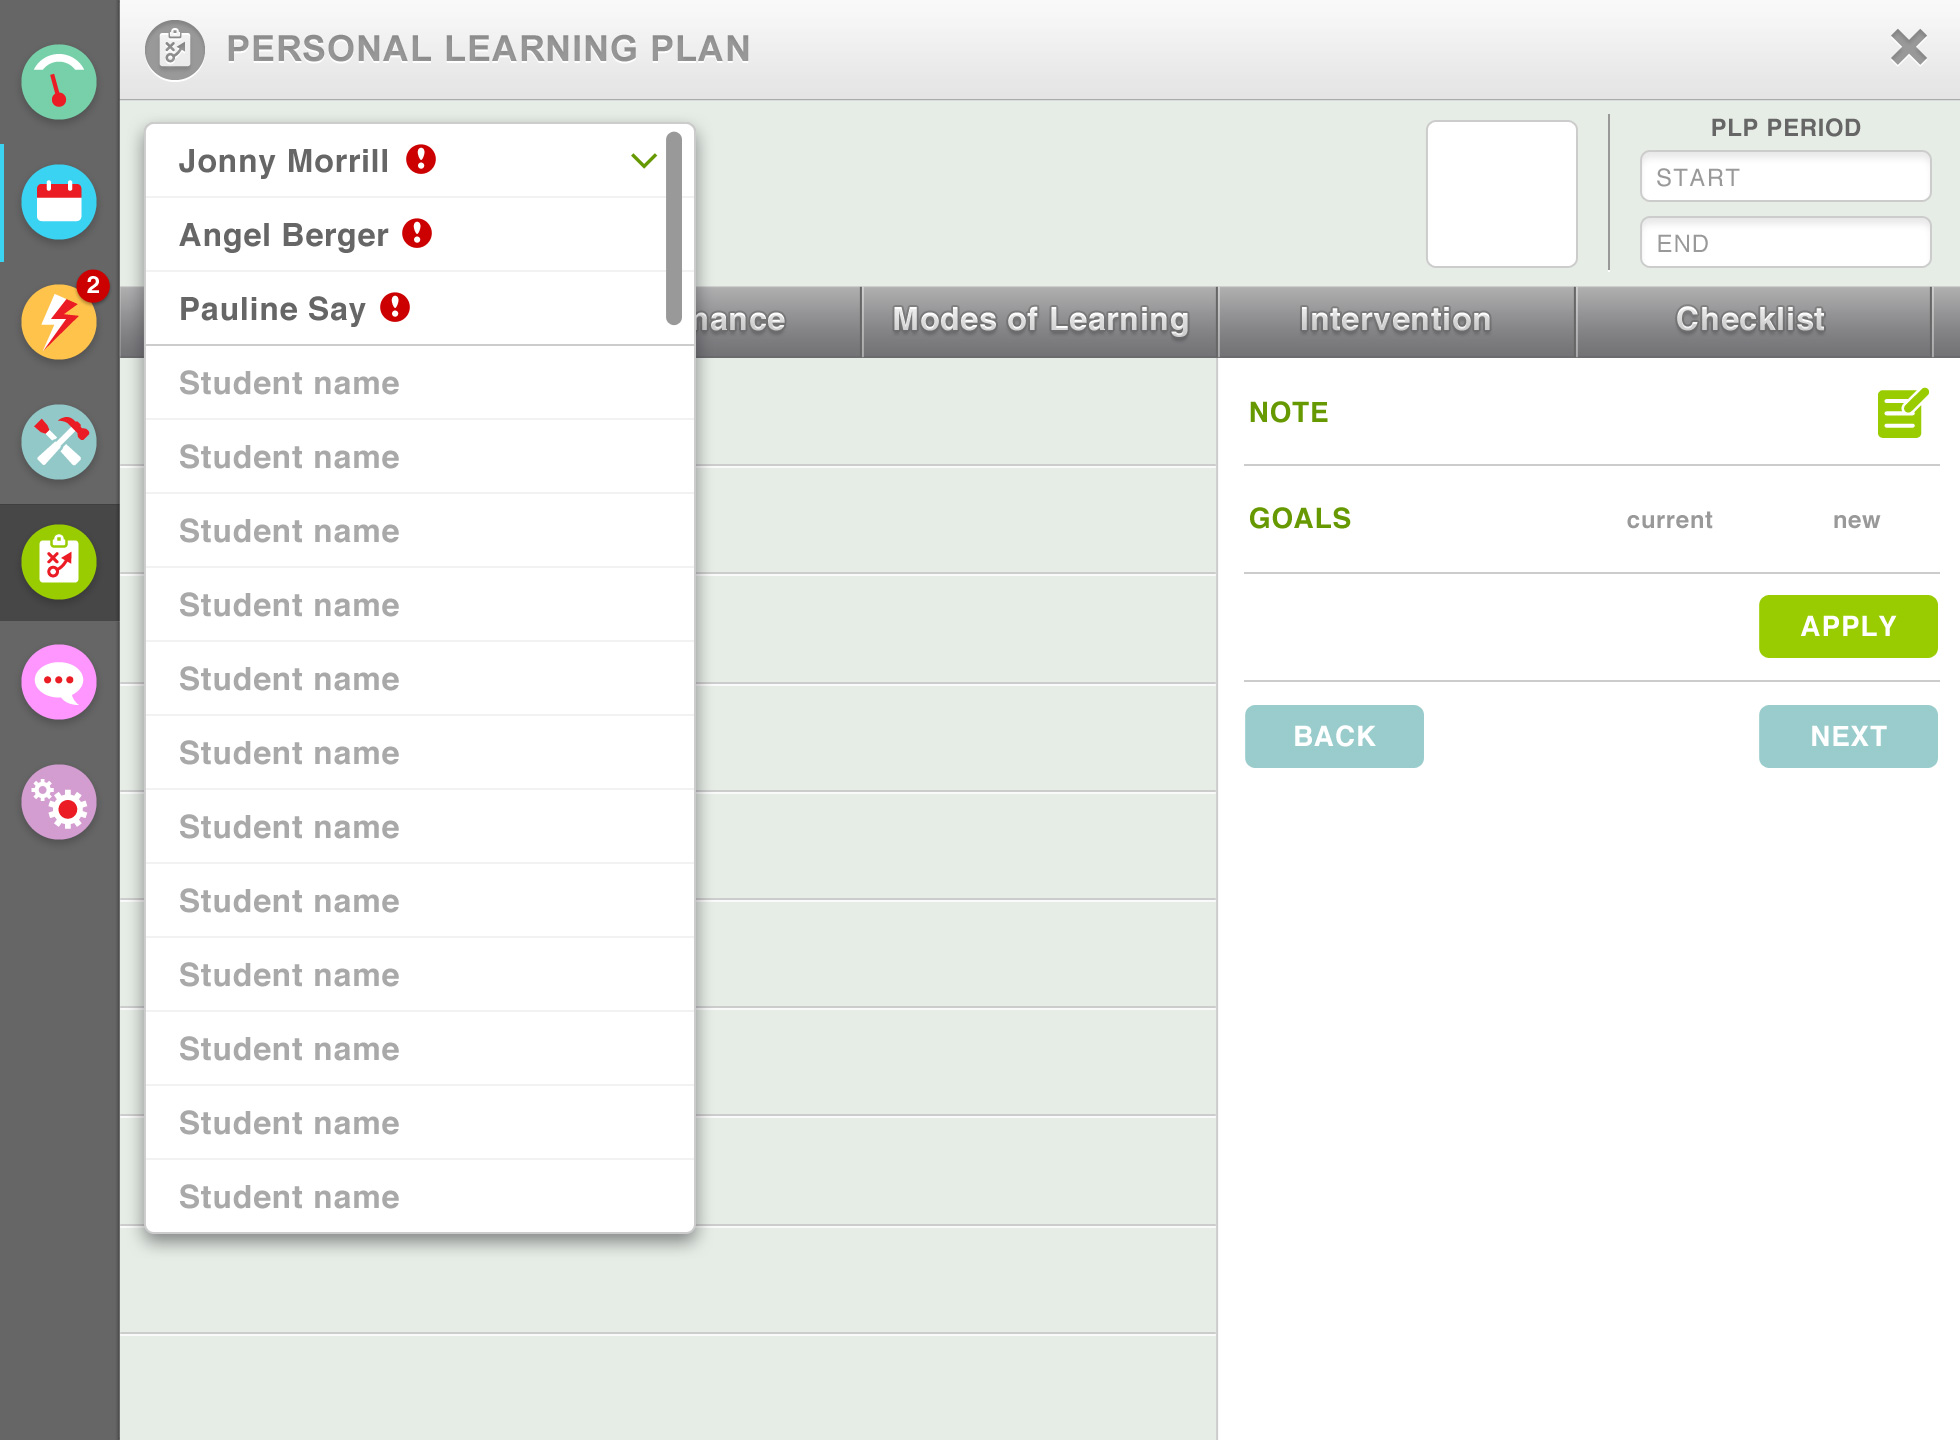 PERSONAL LEARNING PLAN
PLP PERIOD
START
END
Jonny Morrill
Angel Berger
Pauline Say
Student name
Student name
Student name
Student name
Student name
Student name
Student name
Student name
Student name
Student name
Student name
Student name
Modes of Learning
Intervention
Checklist
2
NOTE
GOALS current new
APPLY
BACK NEXT